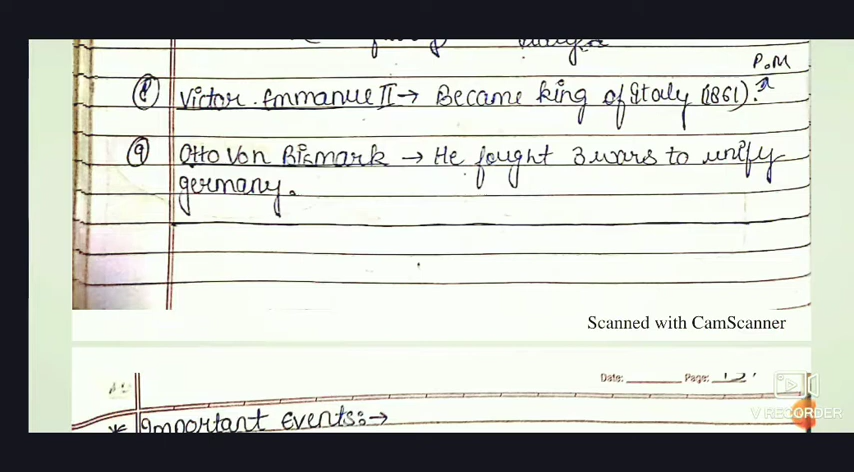 P.M
(8) Victor. Emmanue II → Became king of Italy (1861).
(9) Otto Von Bismark → He fought 3 wars to unify
germany.
Scanned with CamScanner
Date: Page: 12
V RECORDER
* Important Events:→